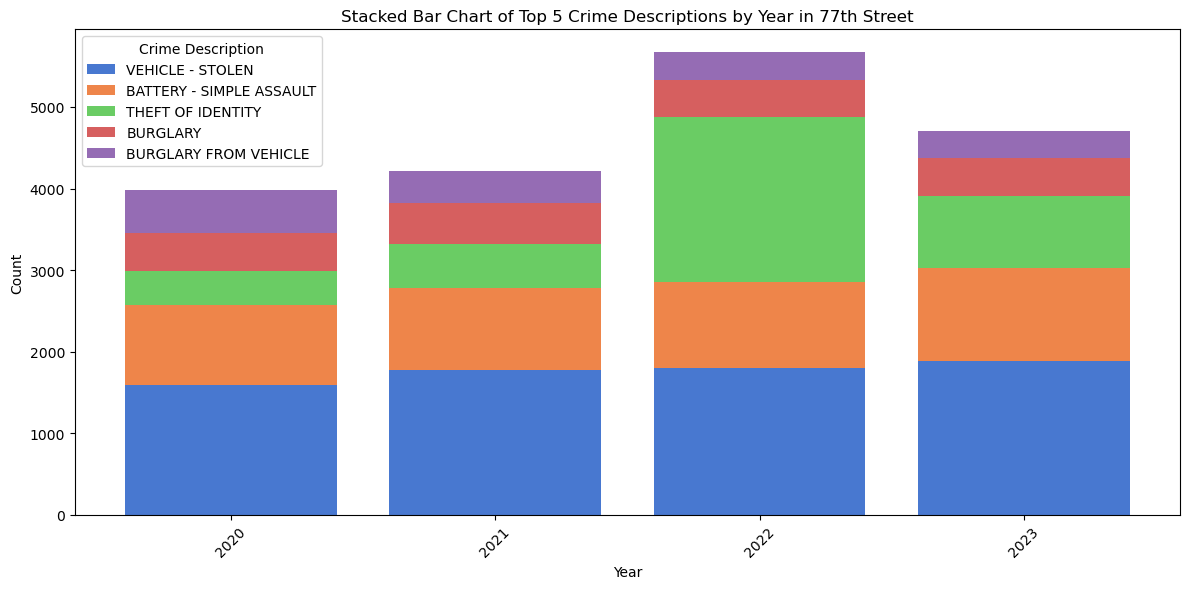 Stacked Bar Chart of Top 5 Crime Descriptions by Year in 77th Street
Crime Description
VEHICLE - STOLEN
BATTERY - SIMPLE ASSAULT
THEFT OF IDENTITY
BURGLARY
BURGLARY FROM VEHICLE
5000
4000
3000
2000
1000
0
Count
2020
2021
2022
2023
Year